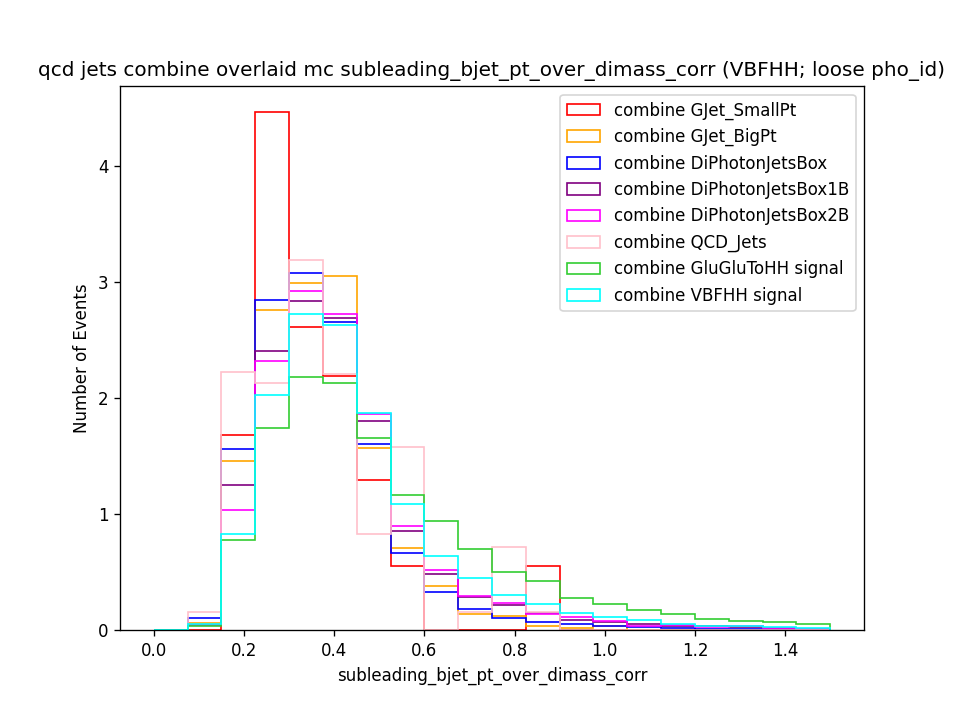 qcd jets combine overlaid mc subleading_bjet_pt_over_dimass_corr (VBFHH; loose pho_id)
combine GJet_SmallPt
combine GJet_BigPt
combine DiPhotonJetsBox
combine DiPhotonJetsBox1B
combine DiPhotonJetsBox2B
combine QCD_Jets
combine GluGluToHH signal
combine VBFHH signal
Number of Events
4
3
2
1
0
0.0 0.2 0.4 0.6 0.8 1.0 1.2 1.4
subleading_bjet_pt_over_dimass_corr